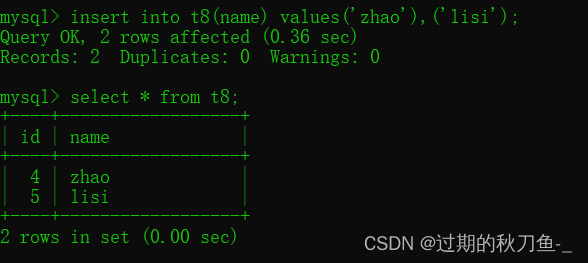 mysql> insert into t8(name) values('zhao'),('lisi');
Query OK, 2 rows affected (0.36 sec)
Records: 2  Duplicates: 0  Warnings: 0
mysql> select * from t8;
+----+------------------+
| id | name             |
+----+------------------+
|  4 | zhao             |
|  5 | lisi             |
+----+------------------+
2 rows in set (0.00 sec)
CSDN @过期的秋刀鱼-_